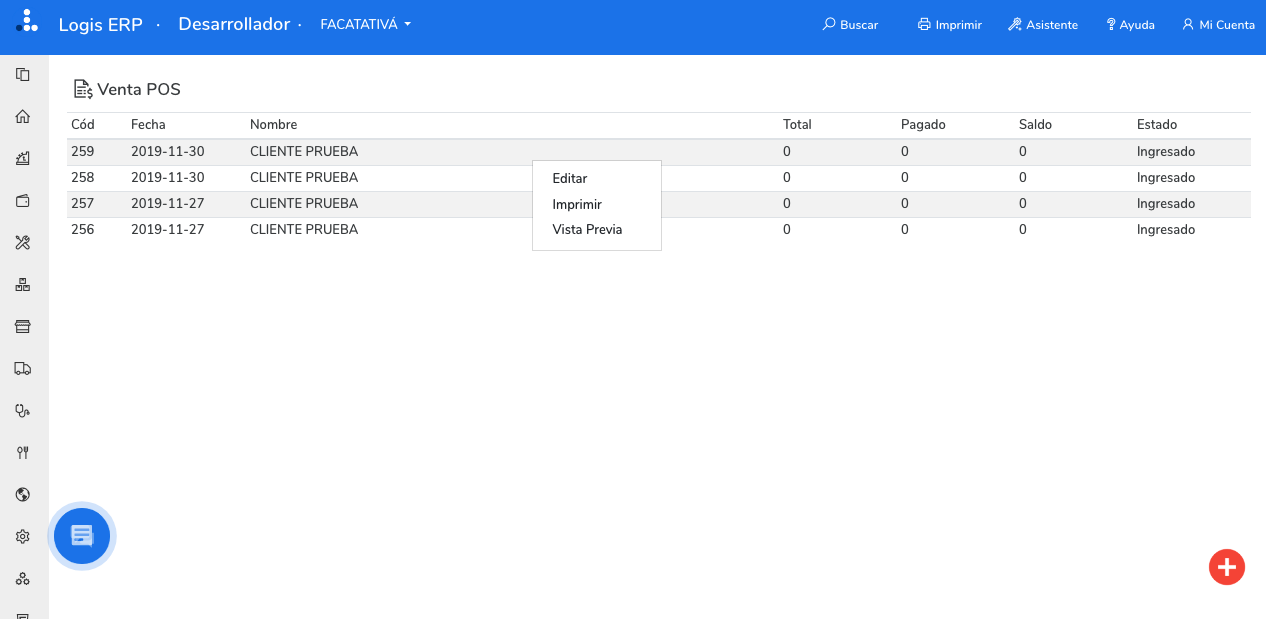 Logis ERP · Desarrollador · FACATATIVÁ Buscar Imprimir Asistente Ayuda Mi Cuenta
Venta POS
Cód Fecha Nombre Total Pagado Saldo Estado
259 2019-11-30 CLIENTE PRUEBA 0 0 0 Ingresado
258 2019-11-30 CLIENTE PRUEBA 0 0 0 Ingresado
257 2019-11-27 CLIENTE PRUEBA 0 0 0 Ingresado
256 2019-11-27 CLIENTE PRUEBA 0 0 0 Ingresado
Editar
Imprimir
Vista Previa